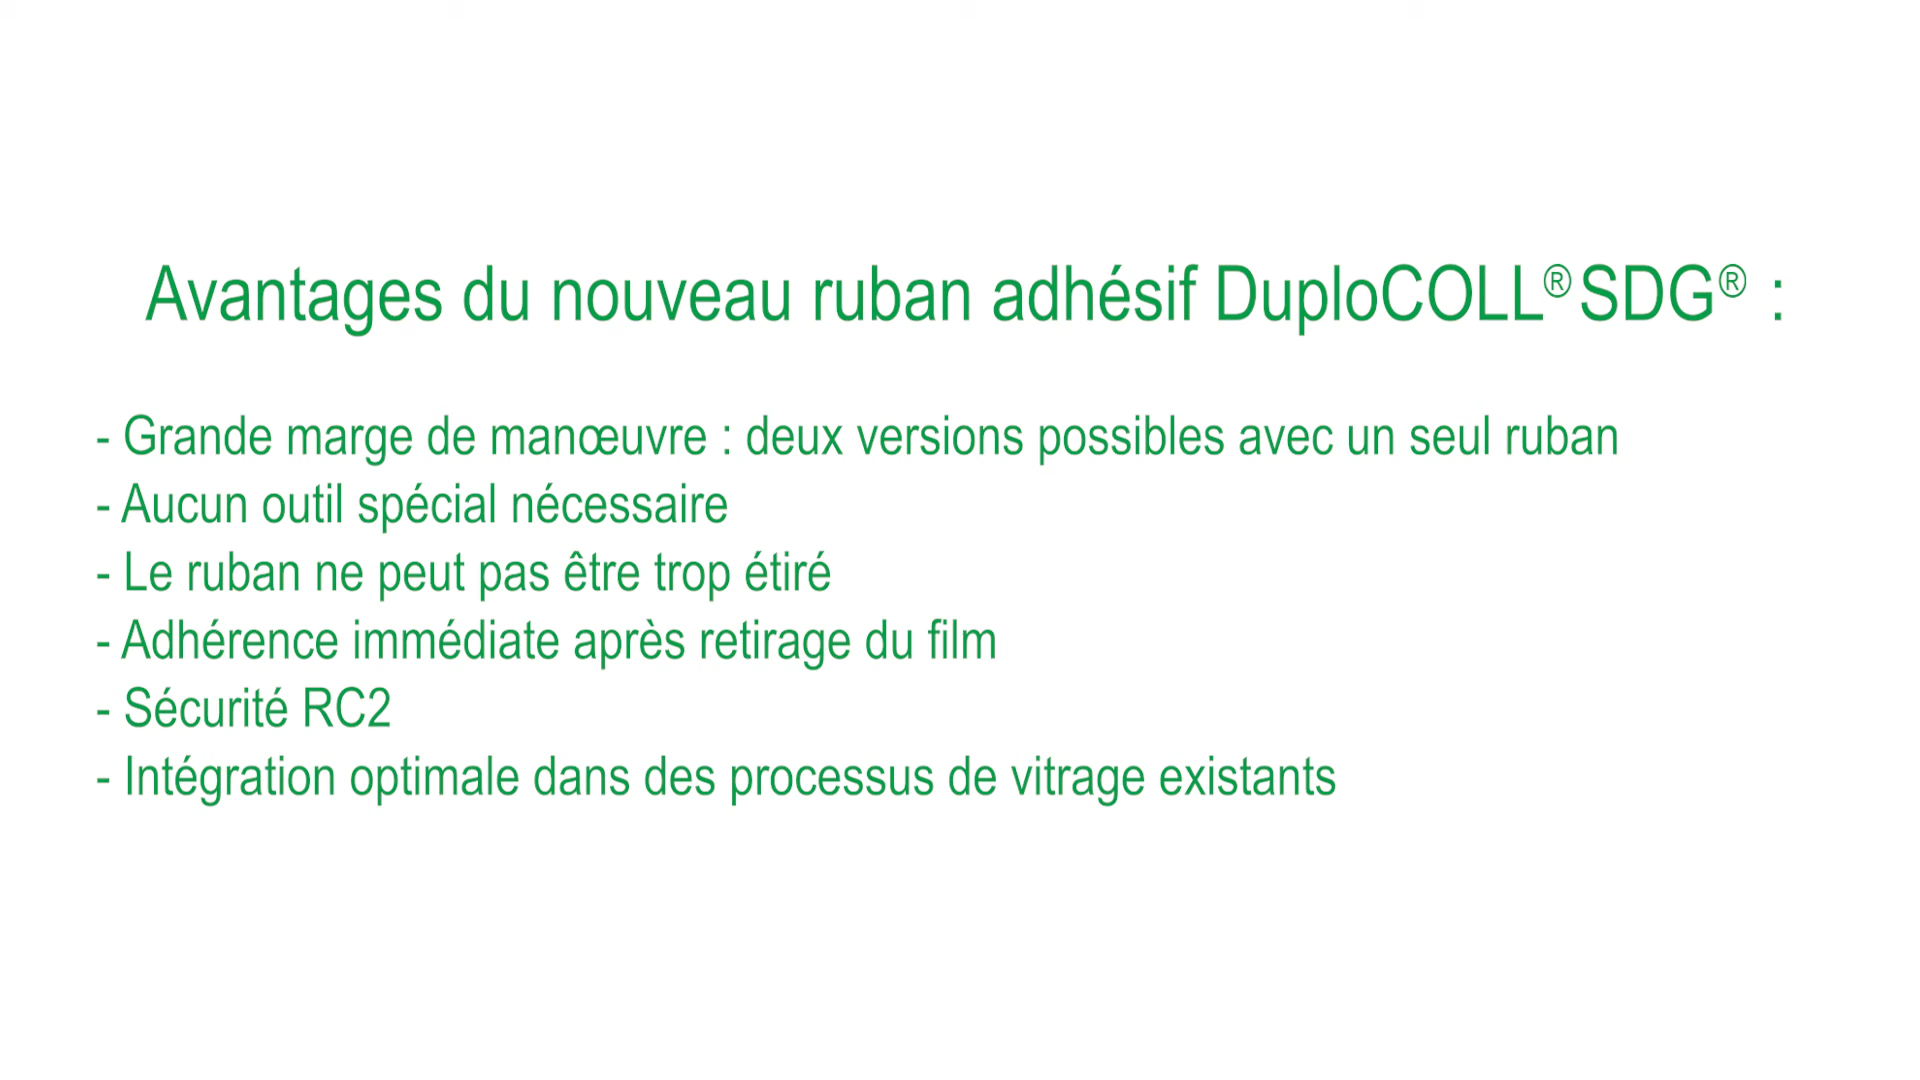 Avantages du nouveau ruban adhésif DuploCOLL® SDG® :
- Grande marge de manœuvre : deux versions possibles avec un seul ruban
- Aucun outil spécial nécessaire
- Le ruban ne peut pas être trop étiré
- Adhérence immédiate après retirage du film
- Sécurité RC2
- Intégration optimale dans des processus de vitrage existants